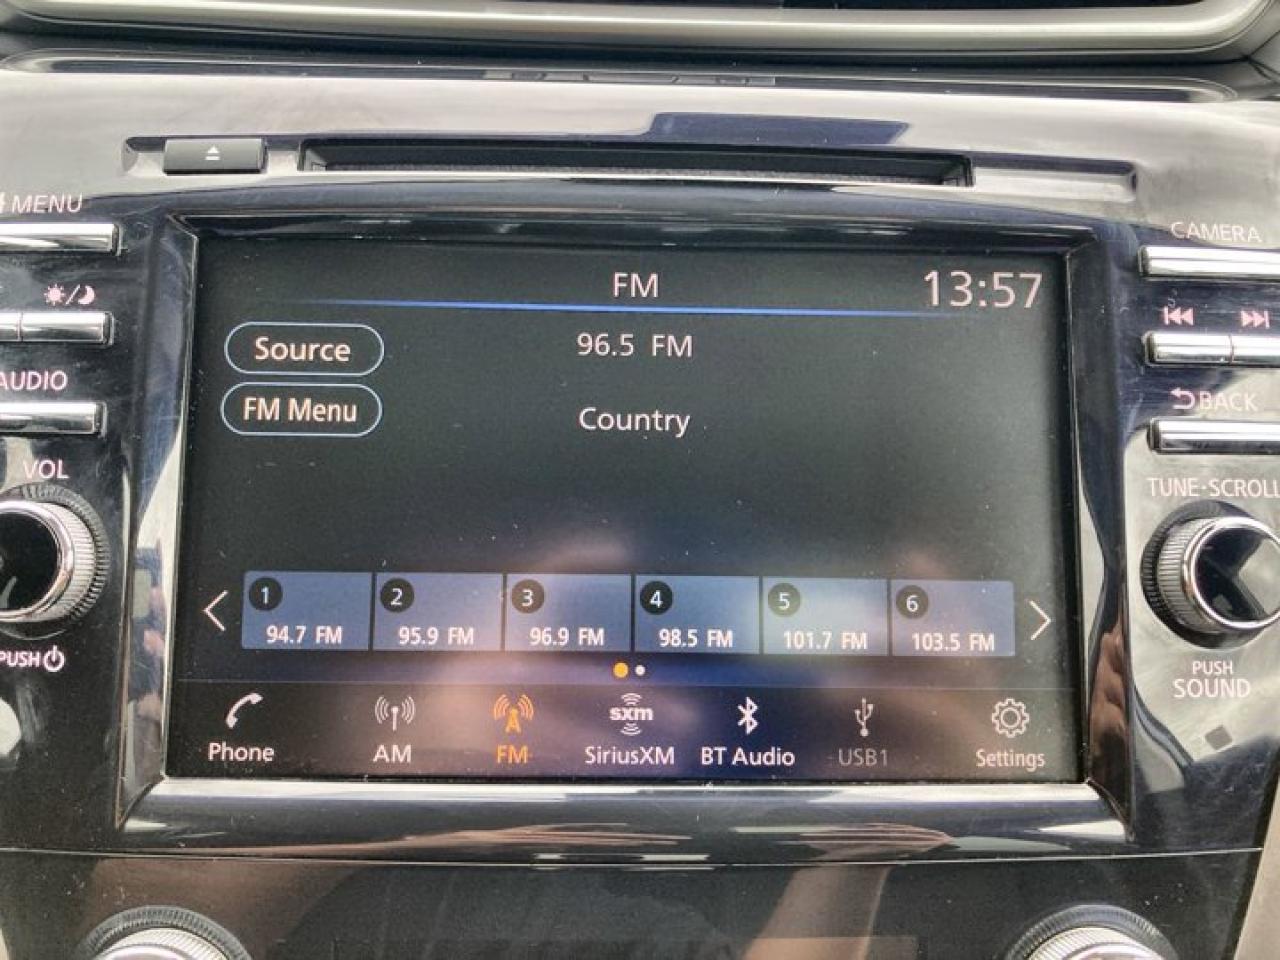 MENU
CAMERA
AUDIO
BACK
VOL
TUNE·SCROLL
PUSH
PUSH
SOUND
FM
13:57
Source
96.5 FM
FM Menu
Country
1 2 3 4 5 6
94.7 FM 95.9 FM 96.9 FM 98.5 FM 101.7 FM 103.5 FM
sxm
Phone AM FM SiriusXM BT Audio USB1 Settings